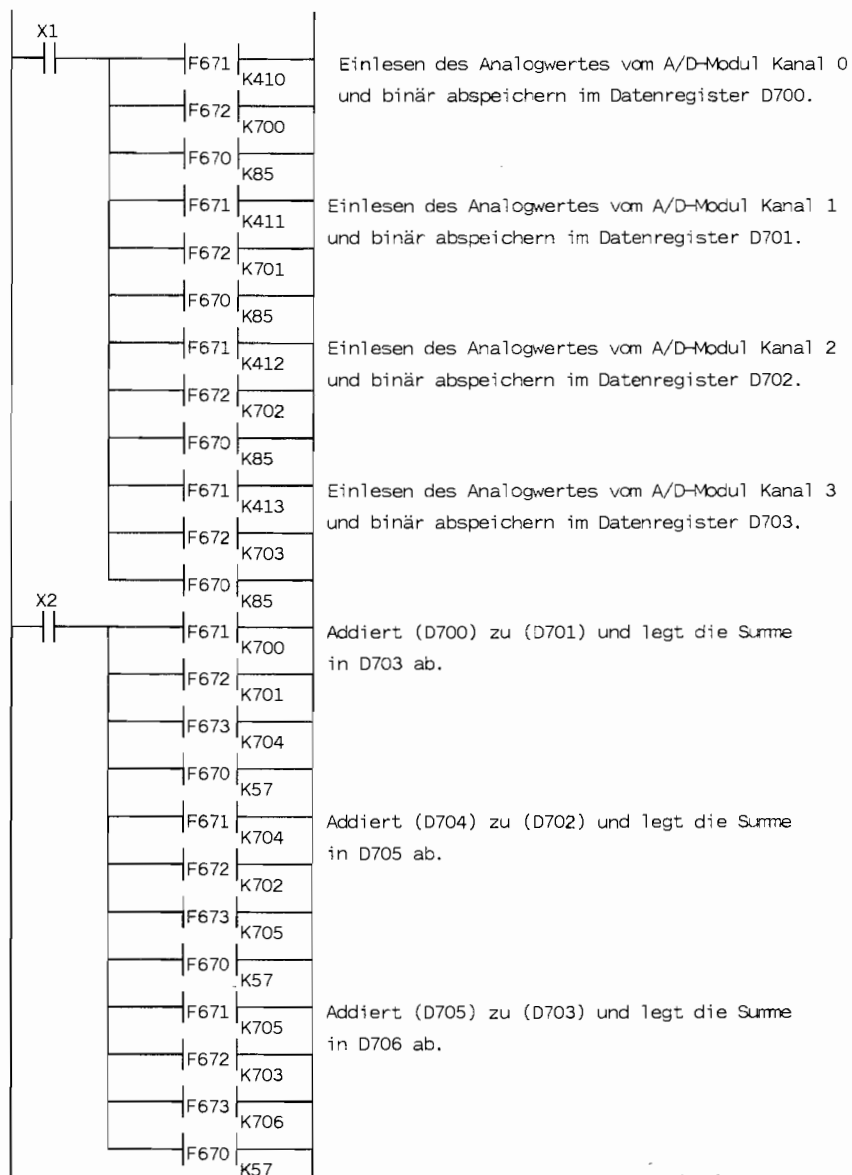 X1
F671 K410 Einlesen des Analogwertes vom A/D-Modul Kanal 0
F672 K700 und binär abspeichern im Datenregister D700.
F670 K85
F671 K411 Einlesen des Analogwertes vom A/D-Modul Kanal 1
F672 K701 und binär abspeichern im Datenregister D701.
F670 K85
F671 K412 Einlesen des Analogwertes vom A/D-Modul Kanal 2
F672 K702 und binär abspeichern im Datenregister D702.
F670 K85
F671 K413 Einlesen des Analogwertes vom A/D-Modul Kanal 3
F672 K703 und binär abspeichern im Datenregister D703.
F670 K85
X2
F671 K700 Addiert (D700) zu (D701) und legt die Summe
F672 K701 in D703 ab.
F673 K704
F670 K57
F671 K704 Addiert (D704) zu (D702) und legt die Summe
F672 K702 in D705 ab.
F673 K705
F670 K57
F671 K705 Addiert (D705) zu (D703) und legt die Summe
F672 K703 in D706 ab.
F673 K706
F670 K57